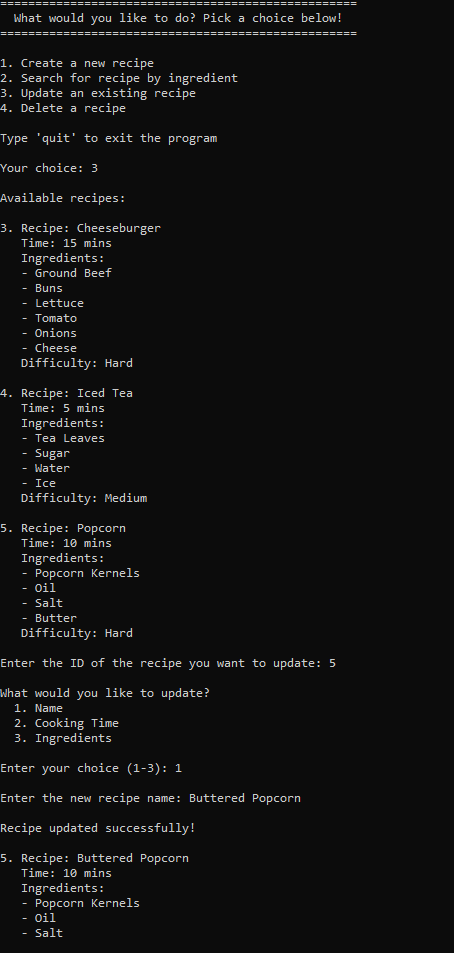 ===================================================
  What would you like to do? Pick a choice below!
===================================================
1. Create a new recipe
2. Search for recipe by ingredient
3. Update an existing recipe
4. Delete a recipe
Type 'quit' to exit the program
Your choice: 3
Available recipes:
3. Recipe: Cheeseburger
   Time: 15 mins
   Ingredients:
   - Ground Beef
   - Buns
   - Lettuce
   - Tomato
   - Onions
   - Cheese
   Difficulty: Hard
4. Recipe: Iced Tea
   Time: 5 mins
   Ingredients:
   - Tea Leaves
   - Sugar
   - Water
   - Ice
   Difficulty: Medium
5. Recipe: Popcorn
   Time: 10 mins
   Ingredients:
   - Popcorn Kernels
   - Oil
   - Salt
   - Butter
   Difficulty: Hard
Enter the ID of the recipe you want to update: 5
What would you like to update?
  1. Name
  2. Cooking Time
  3. Ingredients
Enter your choice (1-3): 1
Enter the new recipe name: Buttered Popcorn
Recipe updated successfully!
5. Recipe: Buttered Popcorn
   Time: 10 mins
   Ingredients:
   - Popcorn Kernels
   - Oil
   - Salt